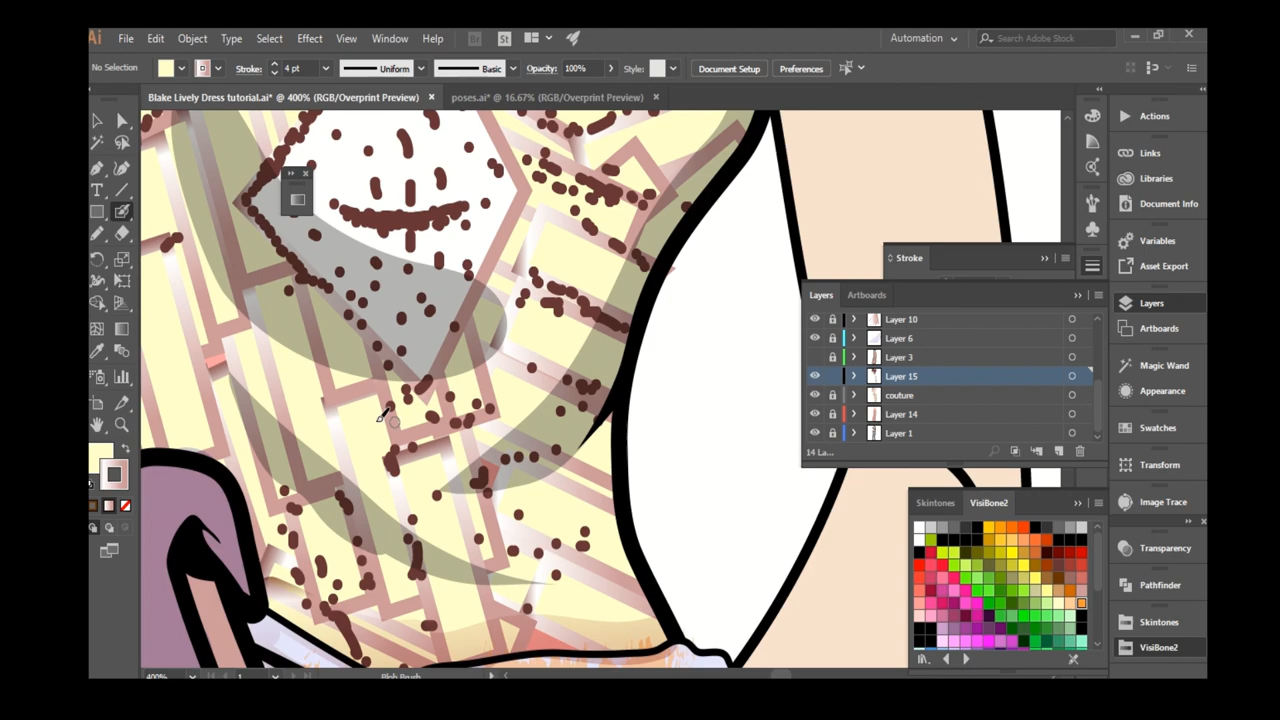 Ai File Edit Object Type Select Effect View Window Help Br St Automation Search Adobe Stock
No Selection Stroke: 4 pt Uniform Basic Opacity: 100% Style: Document Setup Preferences
Blake Lively Dress tutorial.ai* @ 400% (RGB/Overprint Preview) × poses.ai* @ 16.67% (RGB/Overprint Preview) ×
Actions
Links
Libraries
Document Info
Variables
Asset Export
Layers
Artboards
Magic Wand
Appearance
Swatches
Transform
Image Trace
Transparency
Pathfinder
Skintones
VisiBone2
Stroke
Layers Artboards
Layer 10
Layer 6
Layer 3
Layer 15
couture
Layer 14
Layer 1
14 La...
Skintones VisiBone2
400% 1 Blob Brush